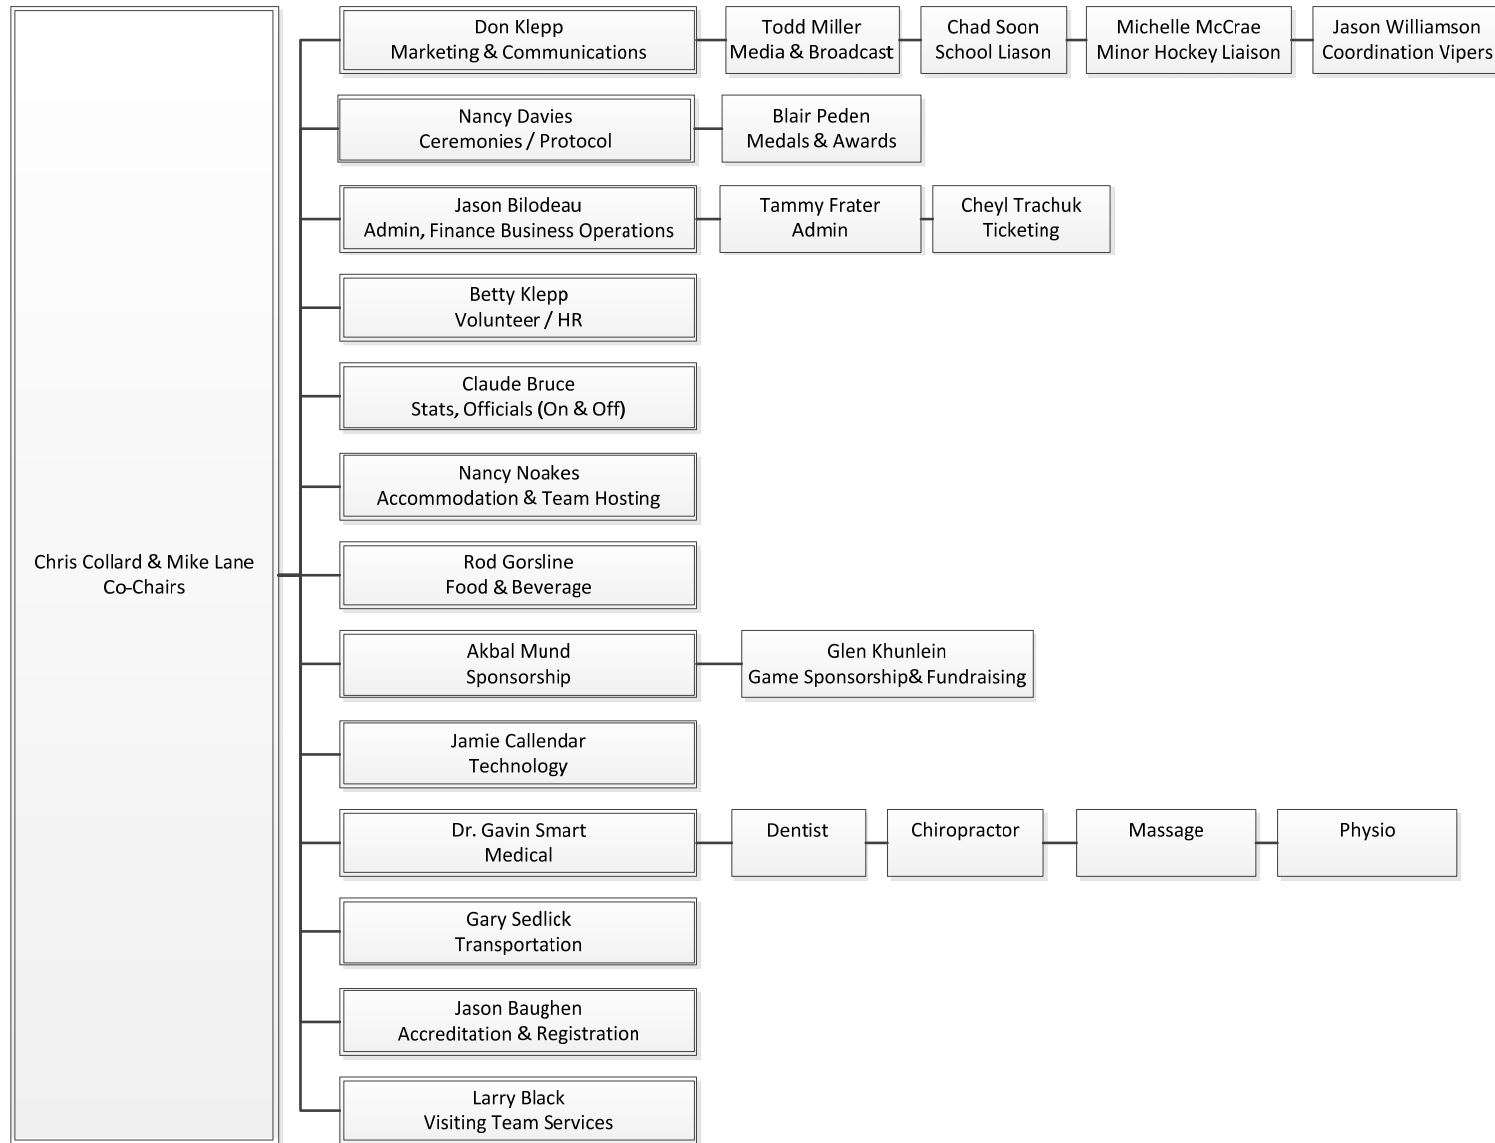 Chris Collard & Mike Lane
Co-Chairs
Don Klepp
Marketing & Communications
Todd Miller
Media & Broadcast
Chad Soon
School Liason
Michelle McCrae
Minor Hockey Liaison
Jason Williamson
Coordination Vipers
Nancy Davies
Ceremonies / Protocol
Blair Peden
Medals & Awards
Jason Bilodeau
Admin, Finance Business Operations
Tammy Frater
Admin
Cheyl Trachuk
Ticketing
Betty Klepp
Volunteer / HR
Claude Bruce
Stats, Officials (On & Off)
Nancy Noakes
Accommodation & Team Hosting
Rod Gorsline
Food & Beverage
Akbal Mund
Sponsorship
Glen Khunlein
Game Sponsorship& Fundraising
Jamie Callendar
Technology
Dr. Gavin Smart
Medical
Dentist
Chiropractor
Massage
Physio
Gary Sedlick
Transportation
Jason Baughen
Accreditation & Registration
Larry Black
Visiting Team Services